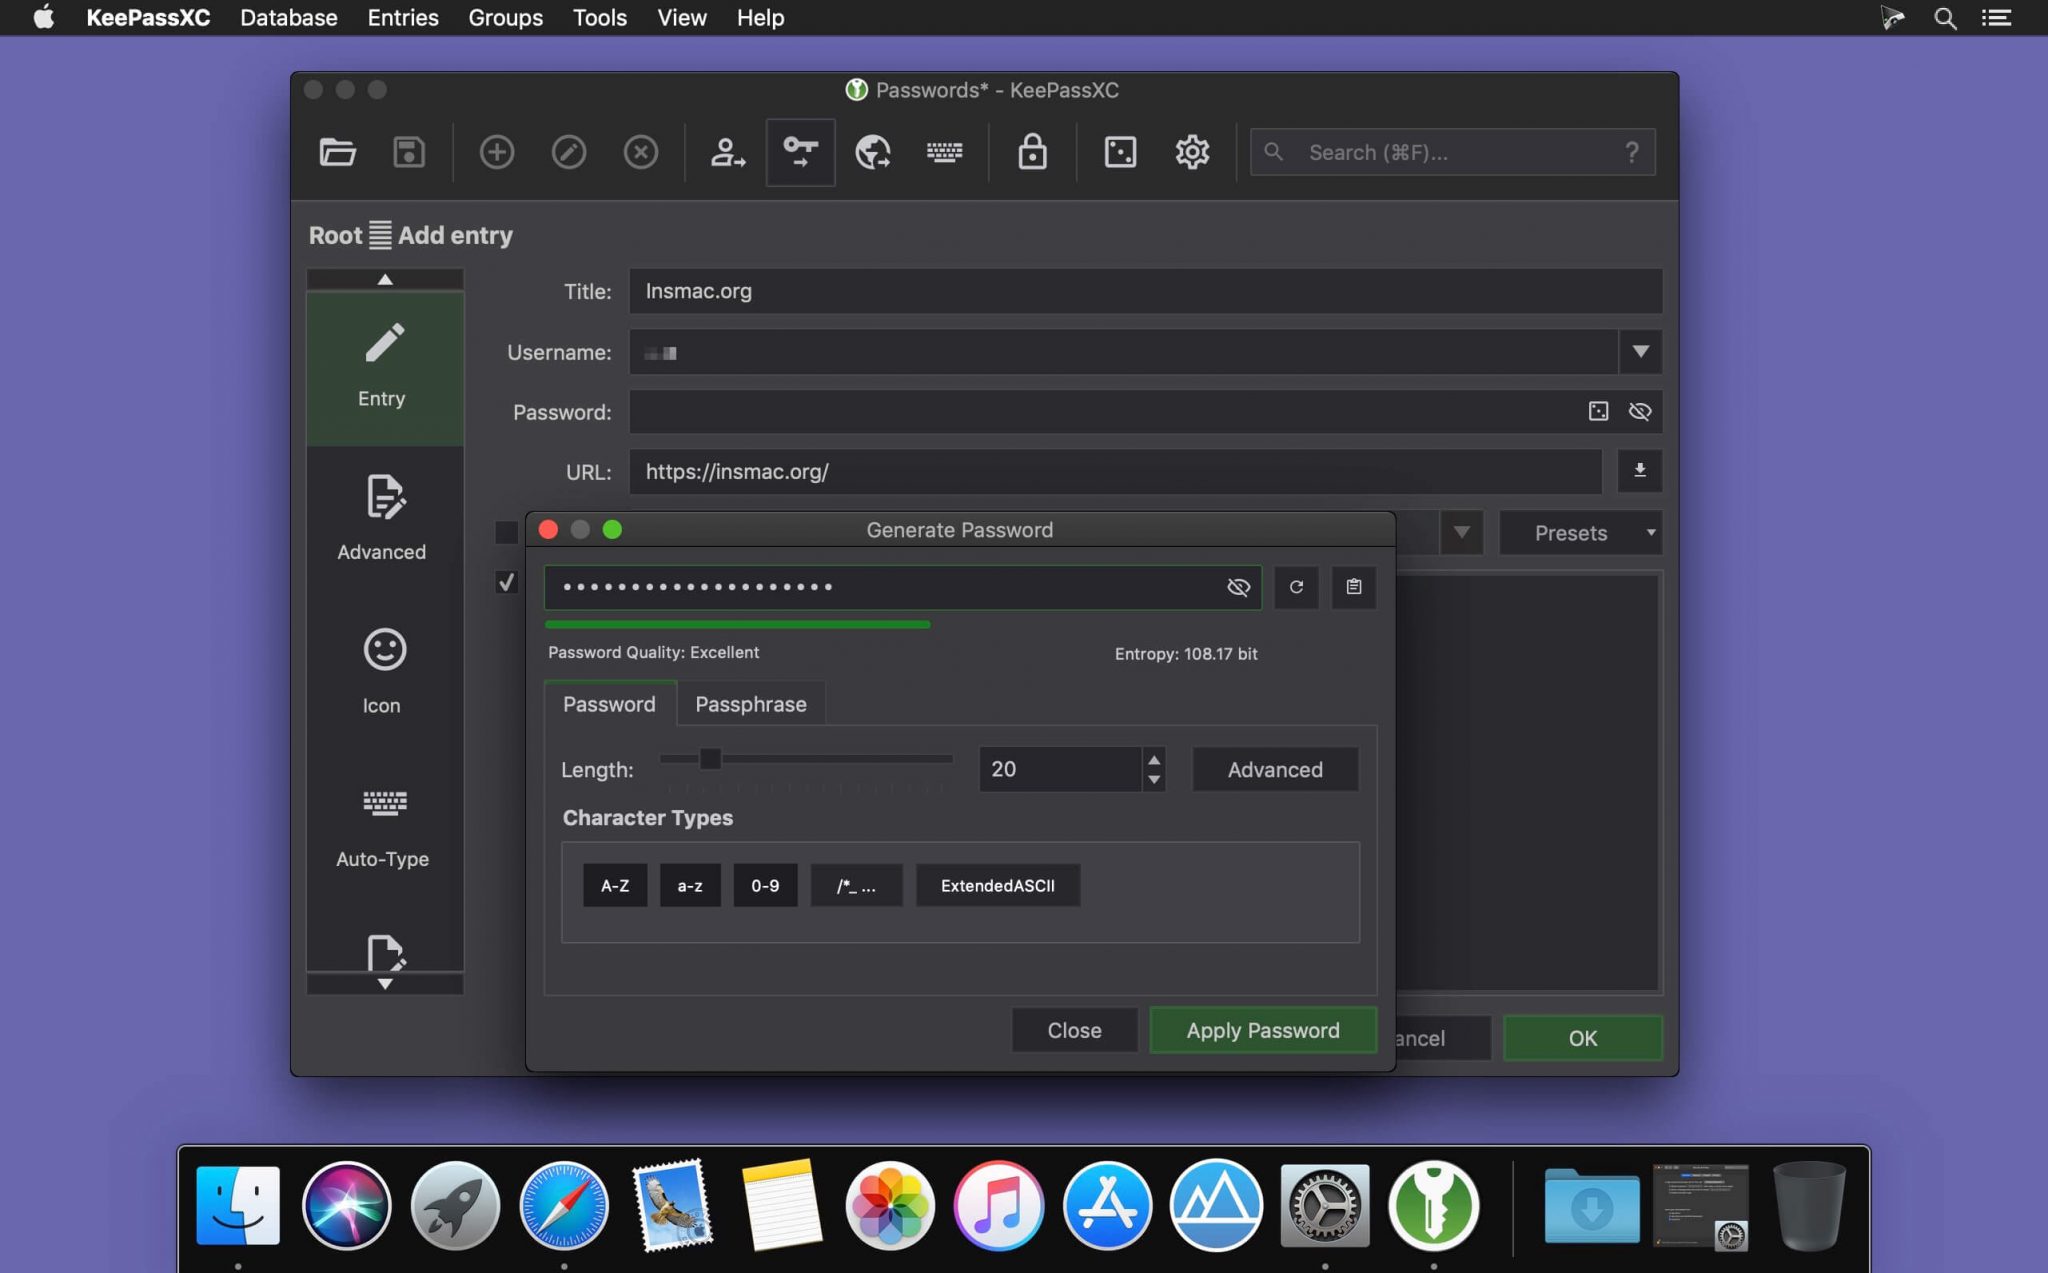 KeePassXC Database Entries Groups Tools View Help
Passwords* - KeePassXC
Search (⌘F)... ?
Root Add entry
Title: Insmac.org
Username:
Password:
URL: https://insmac.org/
Entry
Advanced
Icon
Auto-Type
Presets
Generate Password
Password Quality: Excellent Entropy: 108.17 bit
Password Passphrase
Length: 20 Advanced
Character Types
A-Z a-z 0-9 /*_ ... ExtendedASCII
Close Apply Password
ancel OK